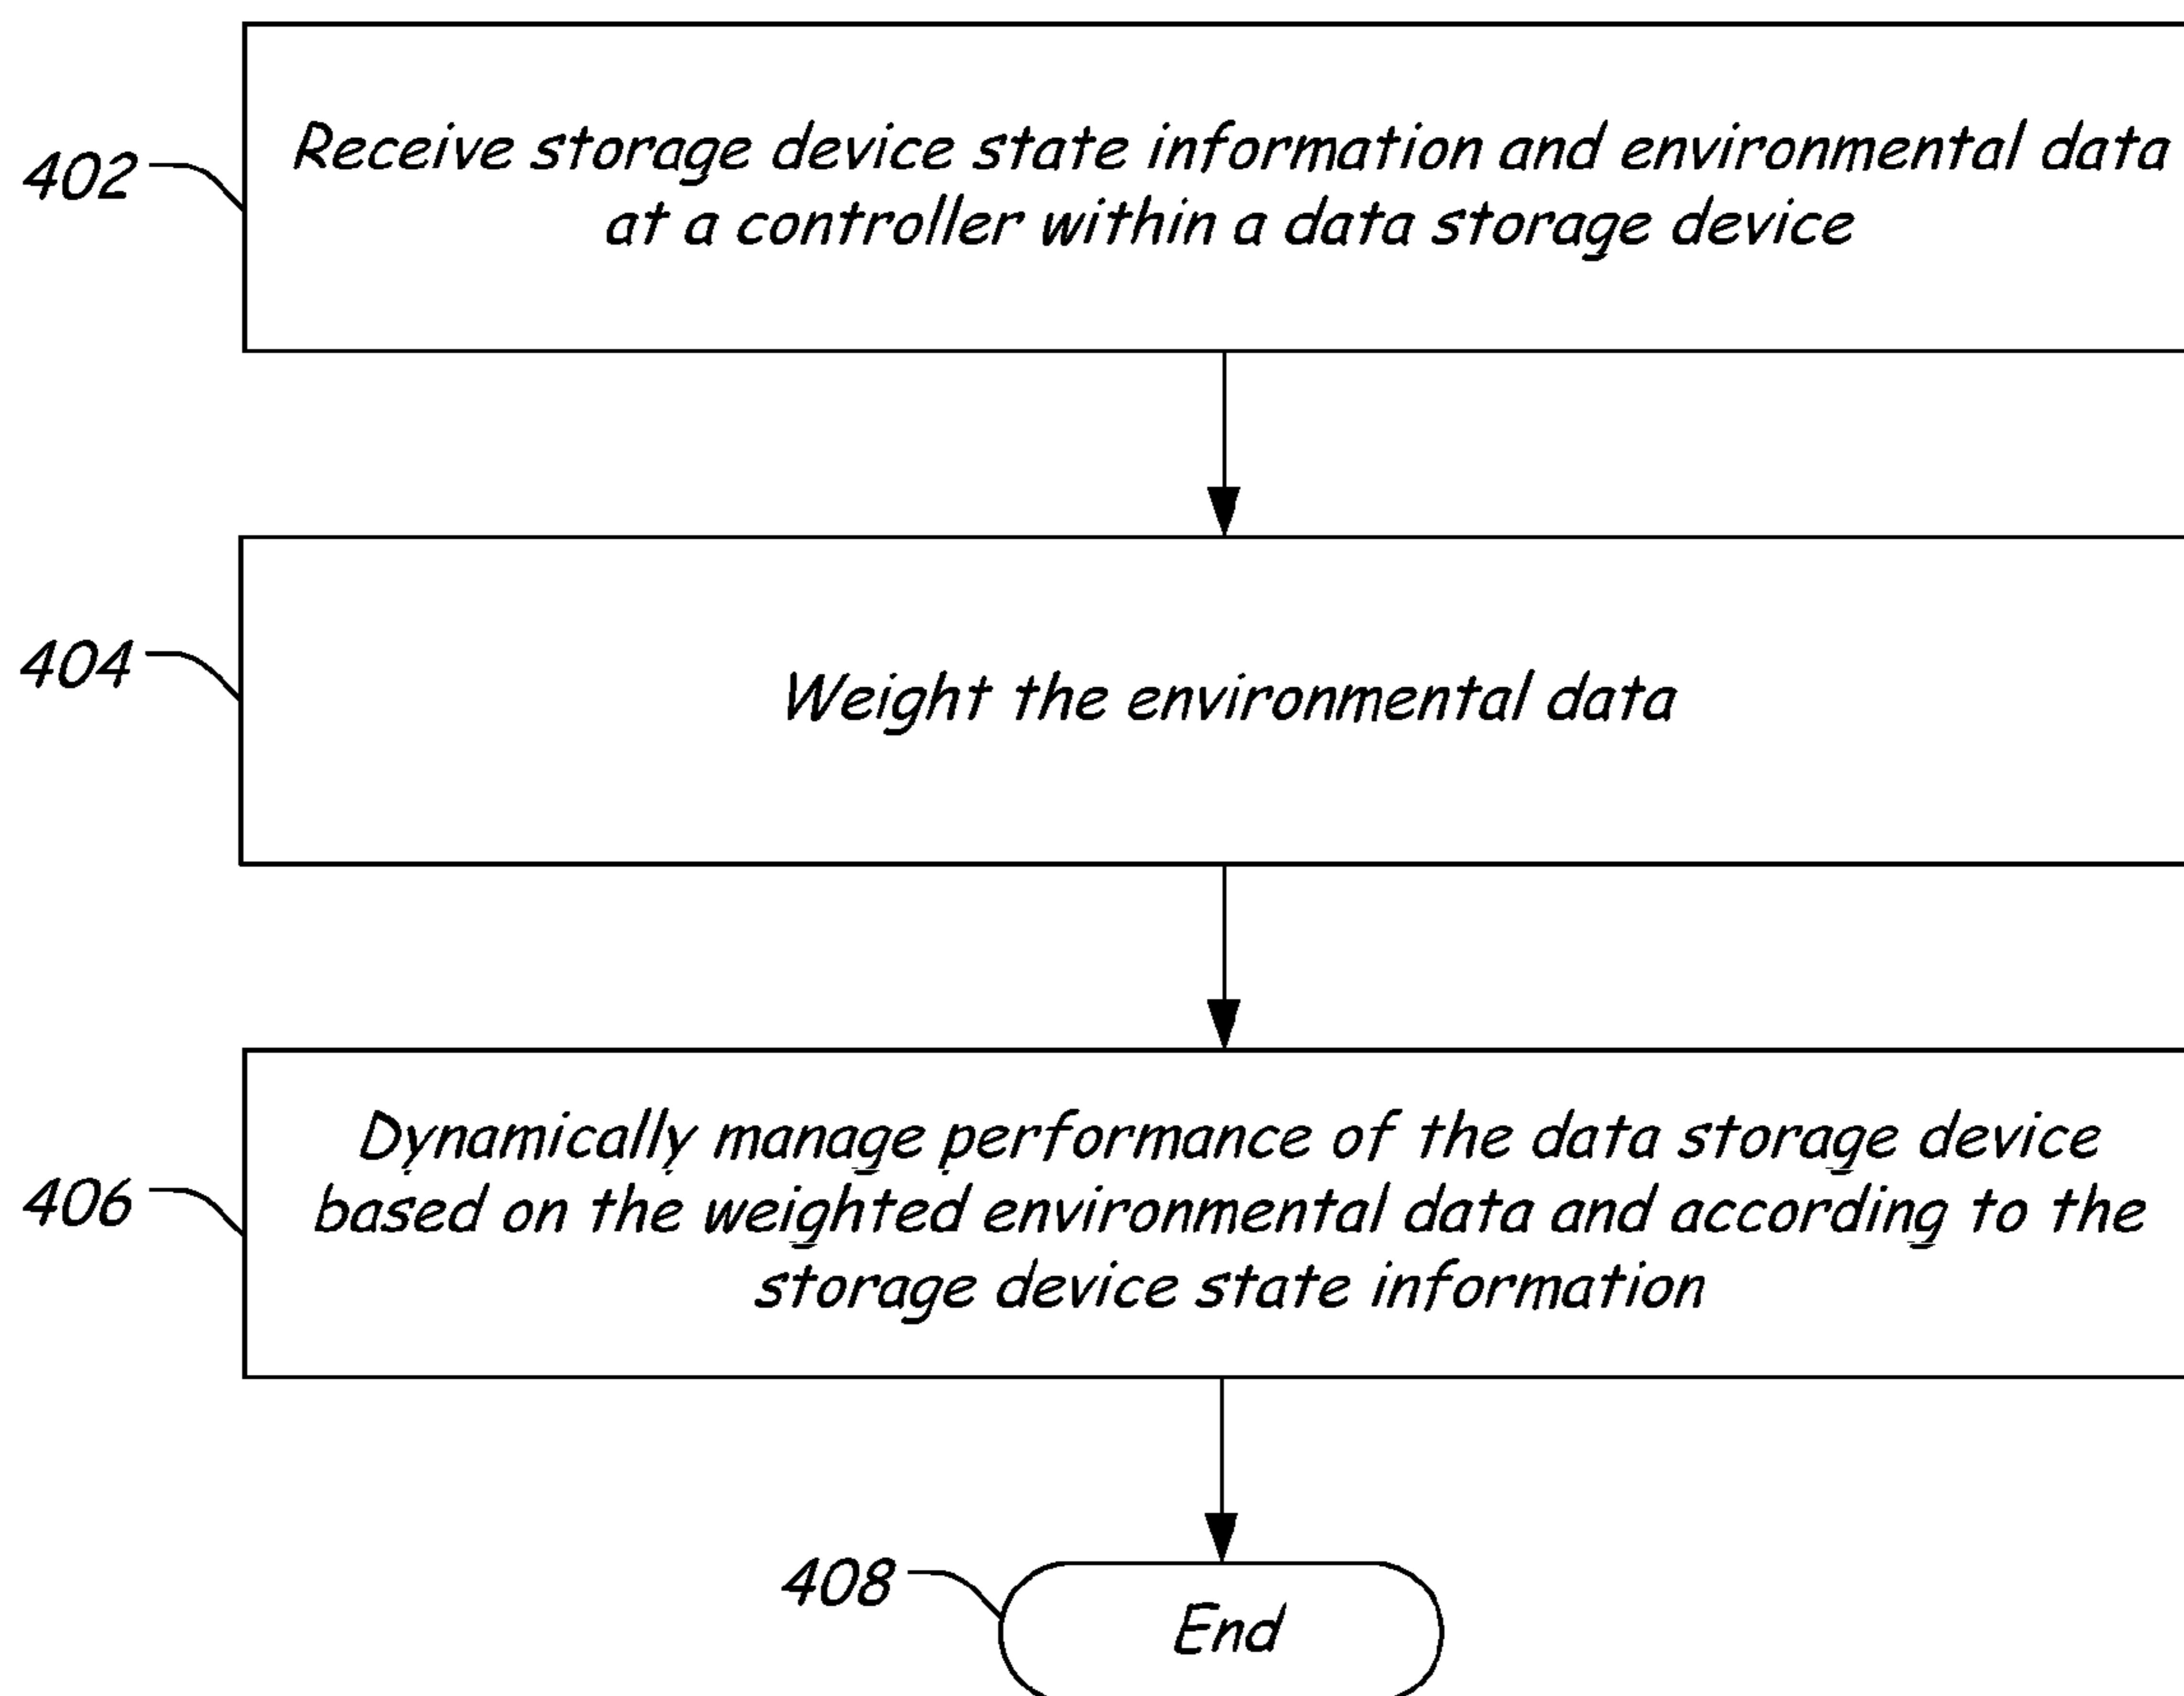 402
Receive storage device state information and environmental data
at a controller within a data storage device
404
Weight the environmental data
406
Dynamically manage performance of the data storage device
based on the weighted environmental data and according to the
storage device state information
408
End